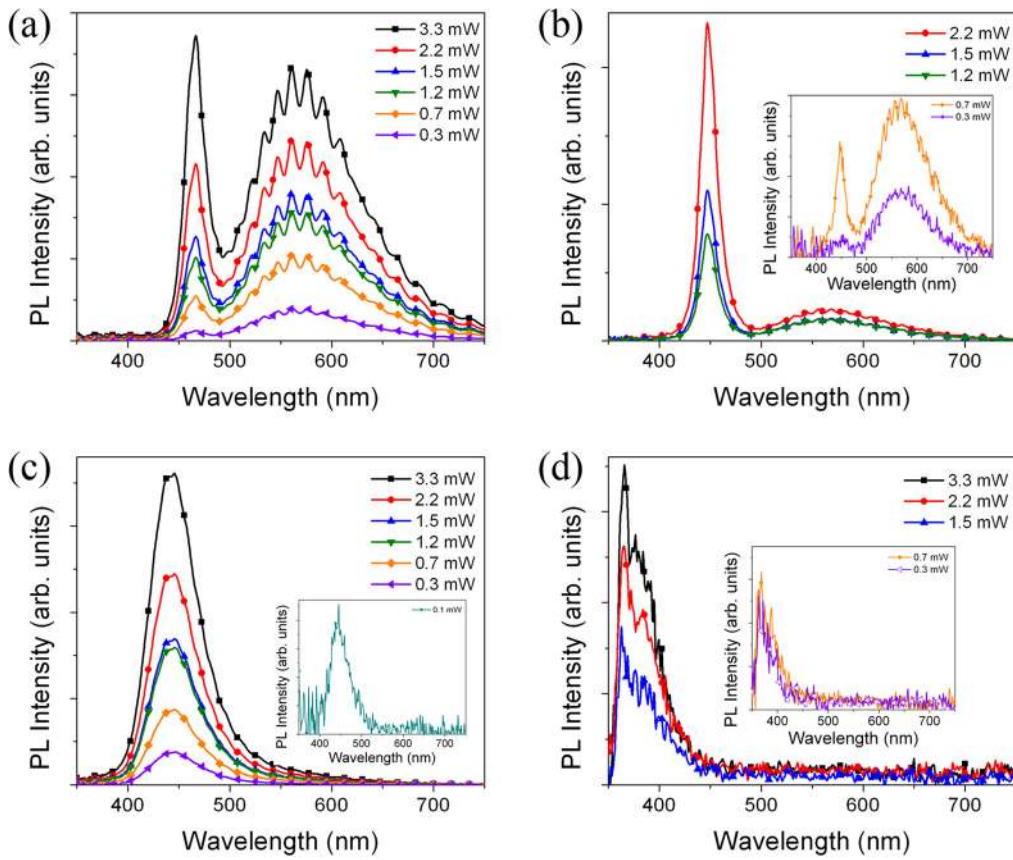 (a)
3.3 mW
2.2 mW
1.5 mW
1.2 mW
0.7 mW
0.3 mW
PL Intensity (arb. units)
400 500 600 700
Wavelength (nm)
(b)
2.2 mW
1.5 mW
1.2 mW
PL Intensity (arb. units)
0.7 mW
0.3 mW
PL Intensity (arb. units)
400 500 600 700
Wavelength (nm)
400 500 600 700
Wavelength (nm)
(c)
3.3 mW
2.2 mW
1.5 mW
1.2 mW
0.7 mW
0.3 mW
PL Intensity (arb. units)
0.1 mW
PL Intensity (arb. units)
400 500 600 700
Wavelength (nm)
400 500 600 700
Wavelength (nm)
(d)
3.3 mW
2.2 mW
1.5 mW
PL Intensity (arb. units)
0.7 mW
0.3 mW
PL Intensity (arb. units)
400 500 600 700
Wavelength (nm)
400 500 600 700
Wavelength (nm)